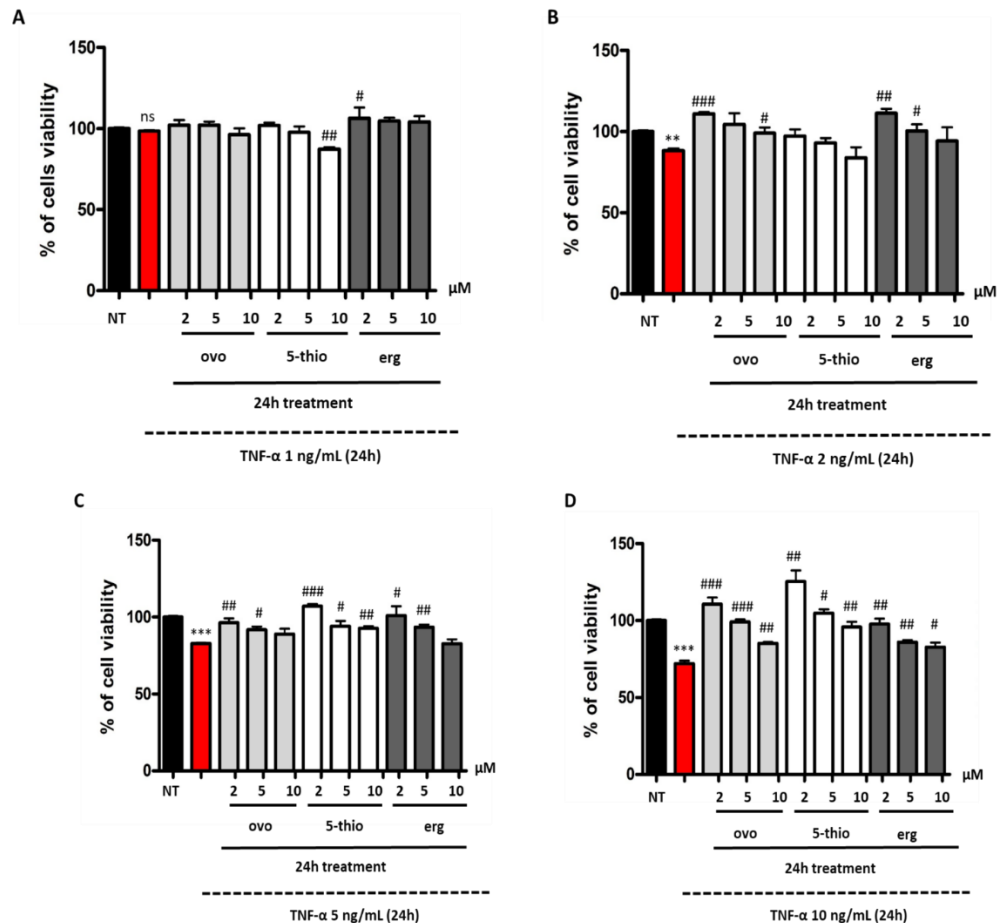 A
% of cells viability
150
100
50
0
ns
##
#
µM
NT 2 5 10 2 5 10 2 5 10
ovo 5-thio erg
24h treatment
TNF-α 1 ng/mL (24h)
B
% of cell viability
150
100
50
0
**
###
#
##
#
µM
NT 2 5 10 2 5 10 2 5 10
ovo 5-thio erg
24h treatment
TNF-α 2 ng/mL (24h)
C
% of cell viability
150
100
50
0
***
##
#
###
#
##
#
##
µM
NT 2 5 10 2 5 10 2 5 10
ovo 5-thio erg
24h treatment
TNF-α 5 ng/mL (24h)
D
% of cell viability
150
100
50
0
***
###
###
##
##
#
##
##
##
#
µM
NT 2 5 10 2 5 10 2 5 10
ovo 5-thio erg
24h treatment
TNF-α 10 ng/mL (24h)